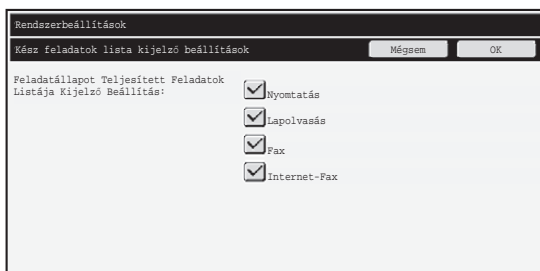 Rendszerbeállítások
Kész feladatok lista kijelző beállítások
Mégsem
OK
Feladatállapot Teljesített Feladatok
Listája Kijelző Beállítás:
Nyomtatás
Lapolvasás
Fax
Internet-Fax